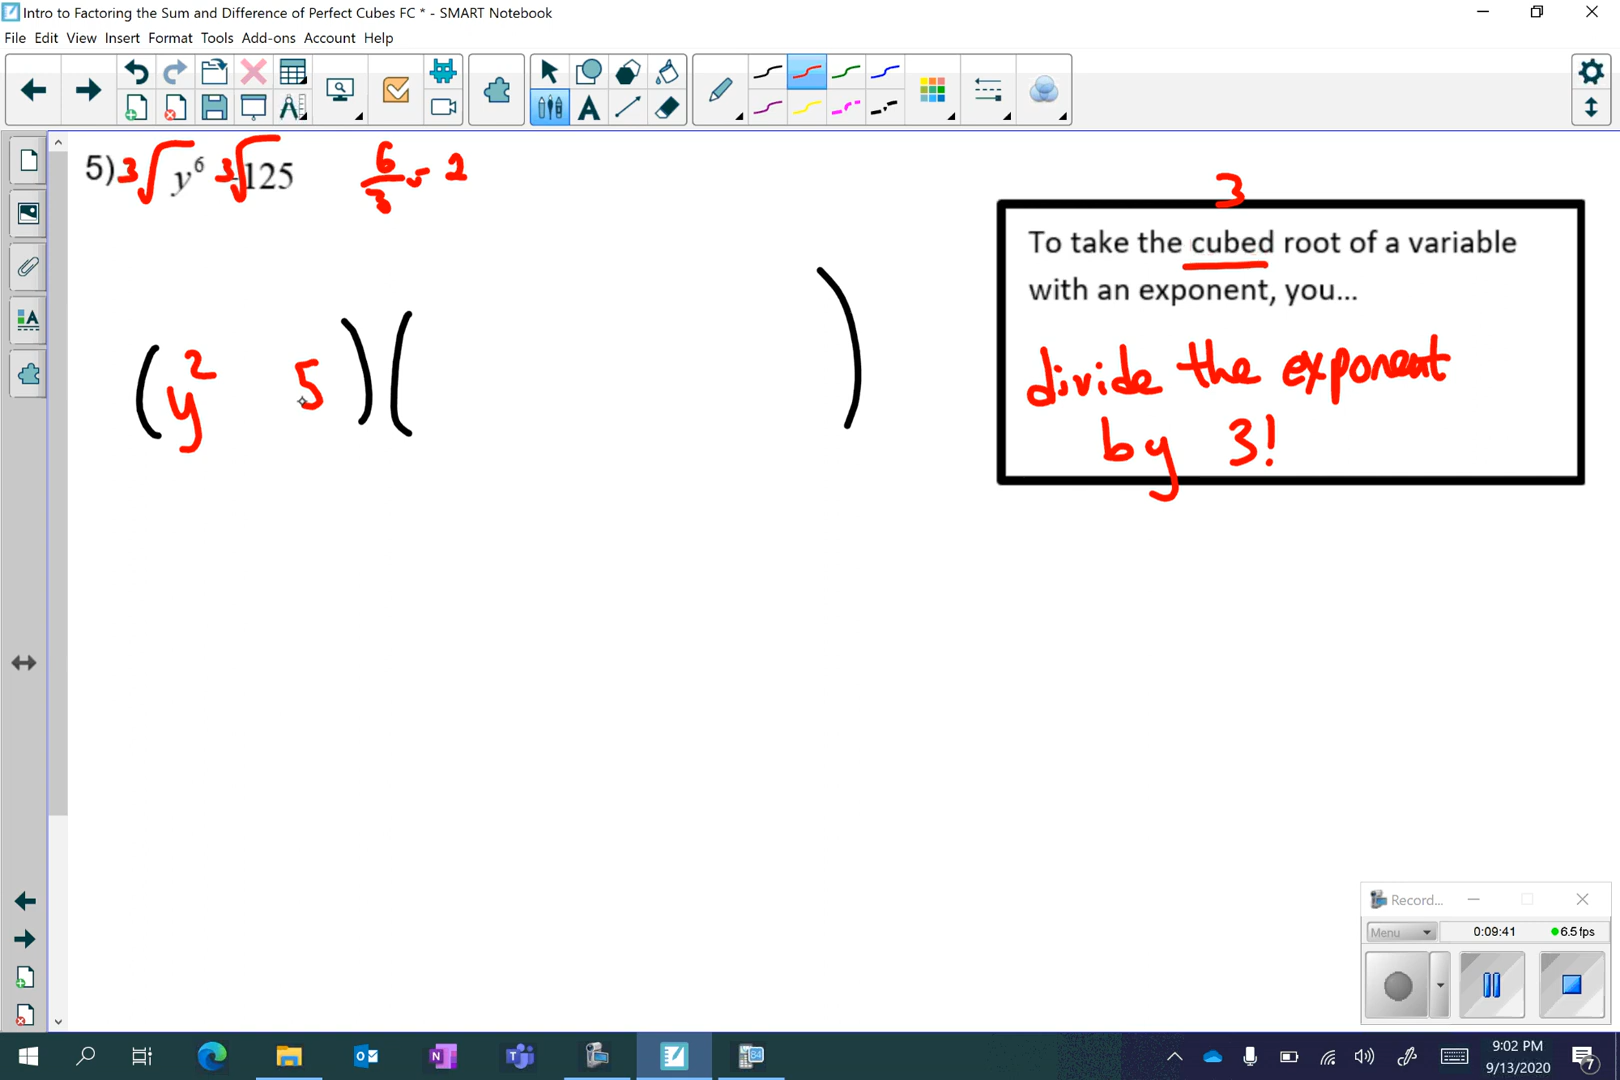 Intro to Factoring the Sum and Difference of Perfect Cubes FC * - SMART Notebook
File Edit View Insert Format Tools Add-ons Account Help
5) ∛y⁶ - ∛125 6/3 = 2
3
To take the cubed root of a variable
with an exponent, you...
divide the exponent
by 3!
(y² 5)( )
Record...
Menu 0:09:41 6.5 fps
9:02 PM
9/13/2020
7